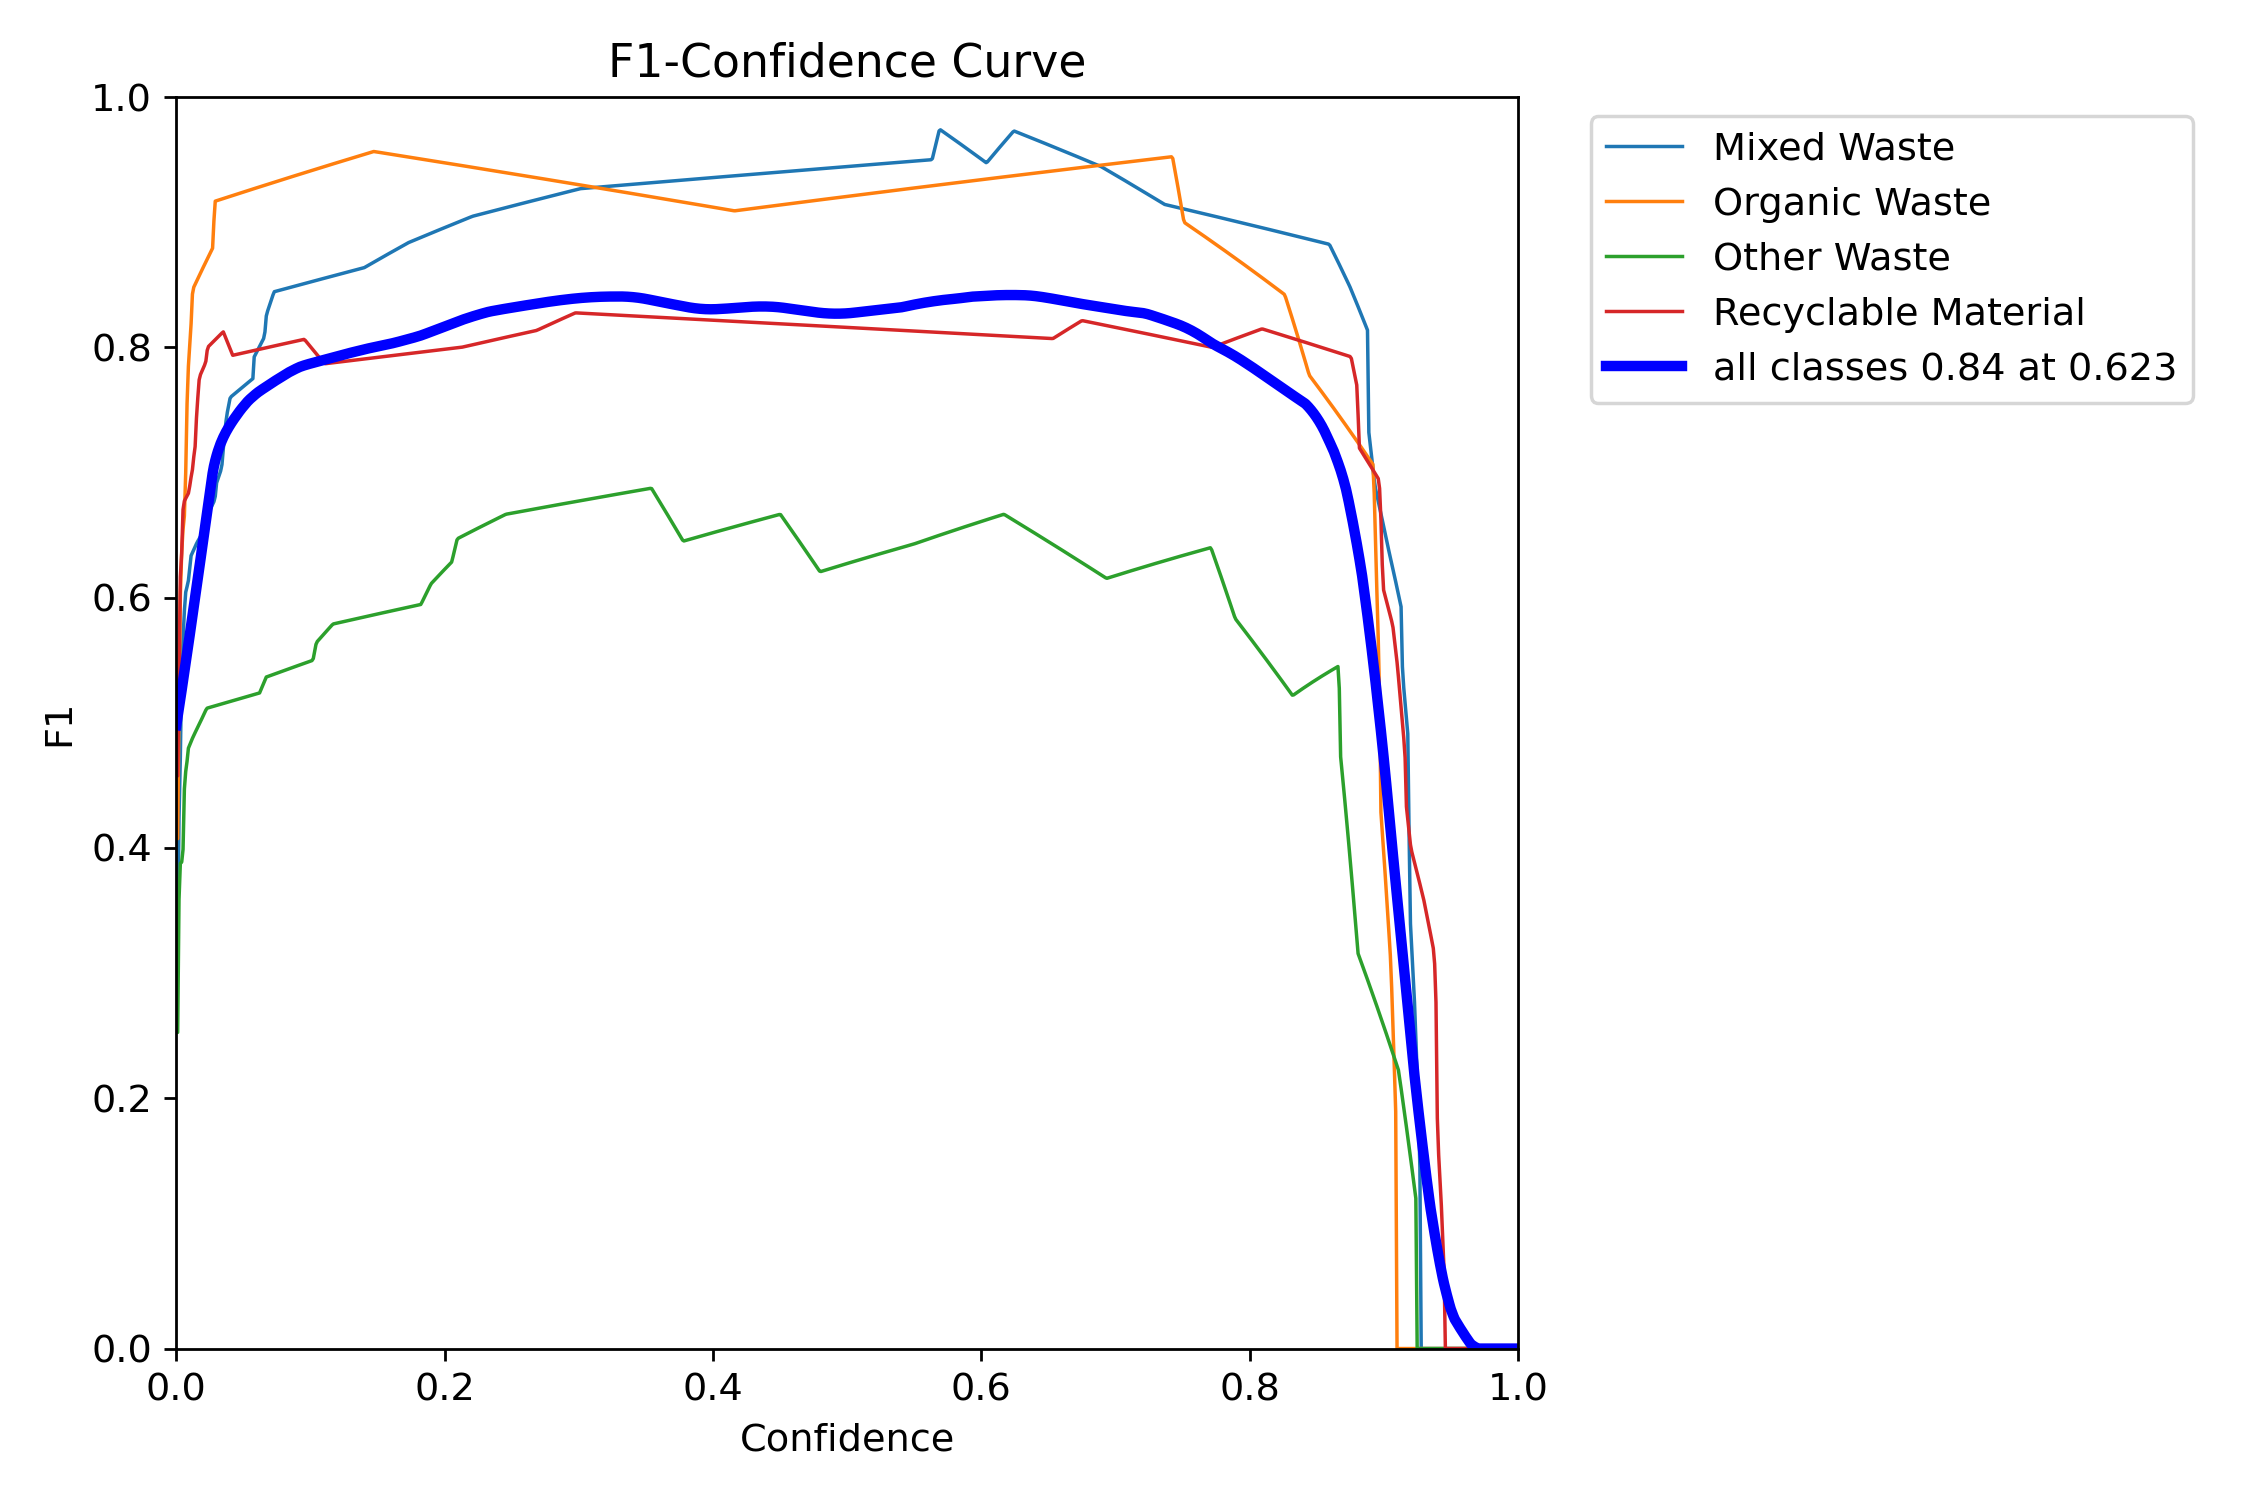 F1-Confidence Curve
1.0
0.8
0.6
0.4
0.2
0.0
F1
0.0 0.2 0.4 0.6 0.8 1.0
Confidence
Mixed Waste
Organic Waste
Other Waste
Recyclable Material
all classes 0.84 at 0.623